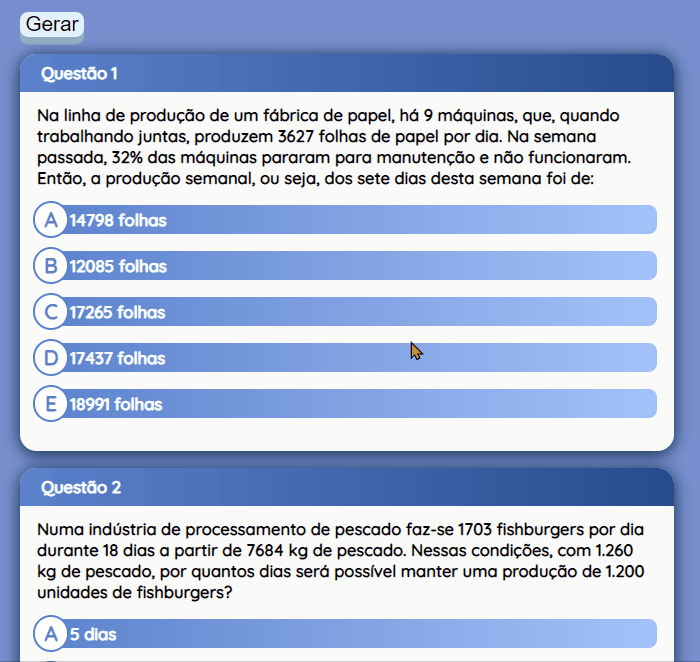 Gerar
Questão 1
Na linha de produção de um fábrica de papel, há 9 máquinas, que, quando
trabalhando juntas, produzem 3627 folhas de papel por dia. Na semana
passada, 32% das máquinas pararam para manutenção e não funcionaram.
Então, a produção semanal, ou seja, dos sete dias desta semana foi de:
A 14798 folhas
B 12085 folhas
C 17265 folhas
D 17437 folhas
E 18991 folhas
Questão 2
Numa indústria de processamento de pescado faz-se 1703 fishburgers por dia
durante 18 dias a partir de 7684 kg de pescado. Nessas condições, com 1.260
kg de pescado, por quantos dias será possível manter uma produção de 1.200
unidades de fishburgers?
A 5 dias